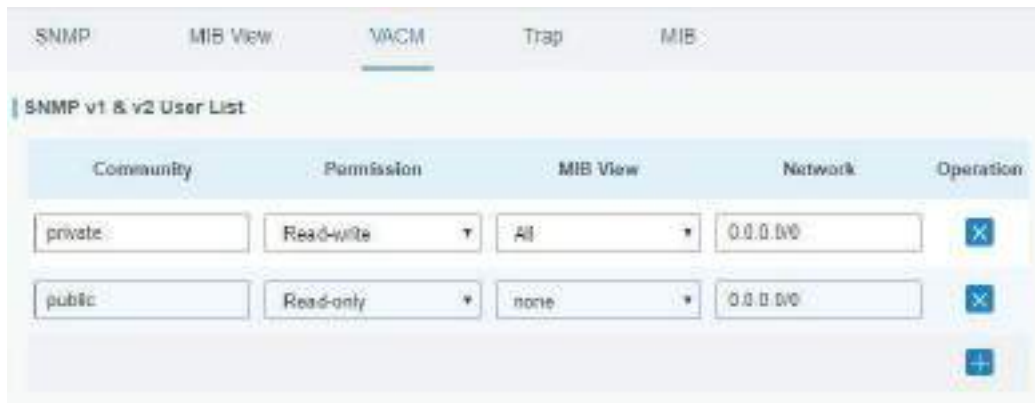 SNMP MIB View VACM Trap MIB
SNMP v1 & v2 User List
Community Permission MIB View Network Operation
private Read-write All 0.0.0.0/0
public Read-only none 0.0.0.0/0